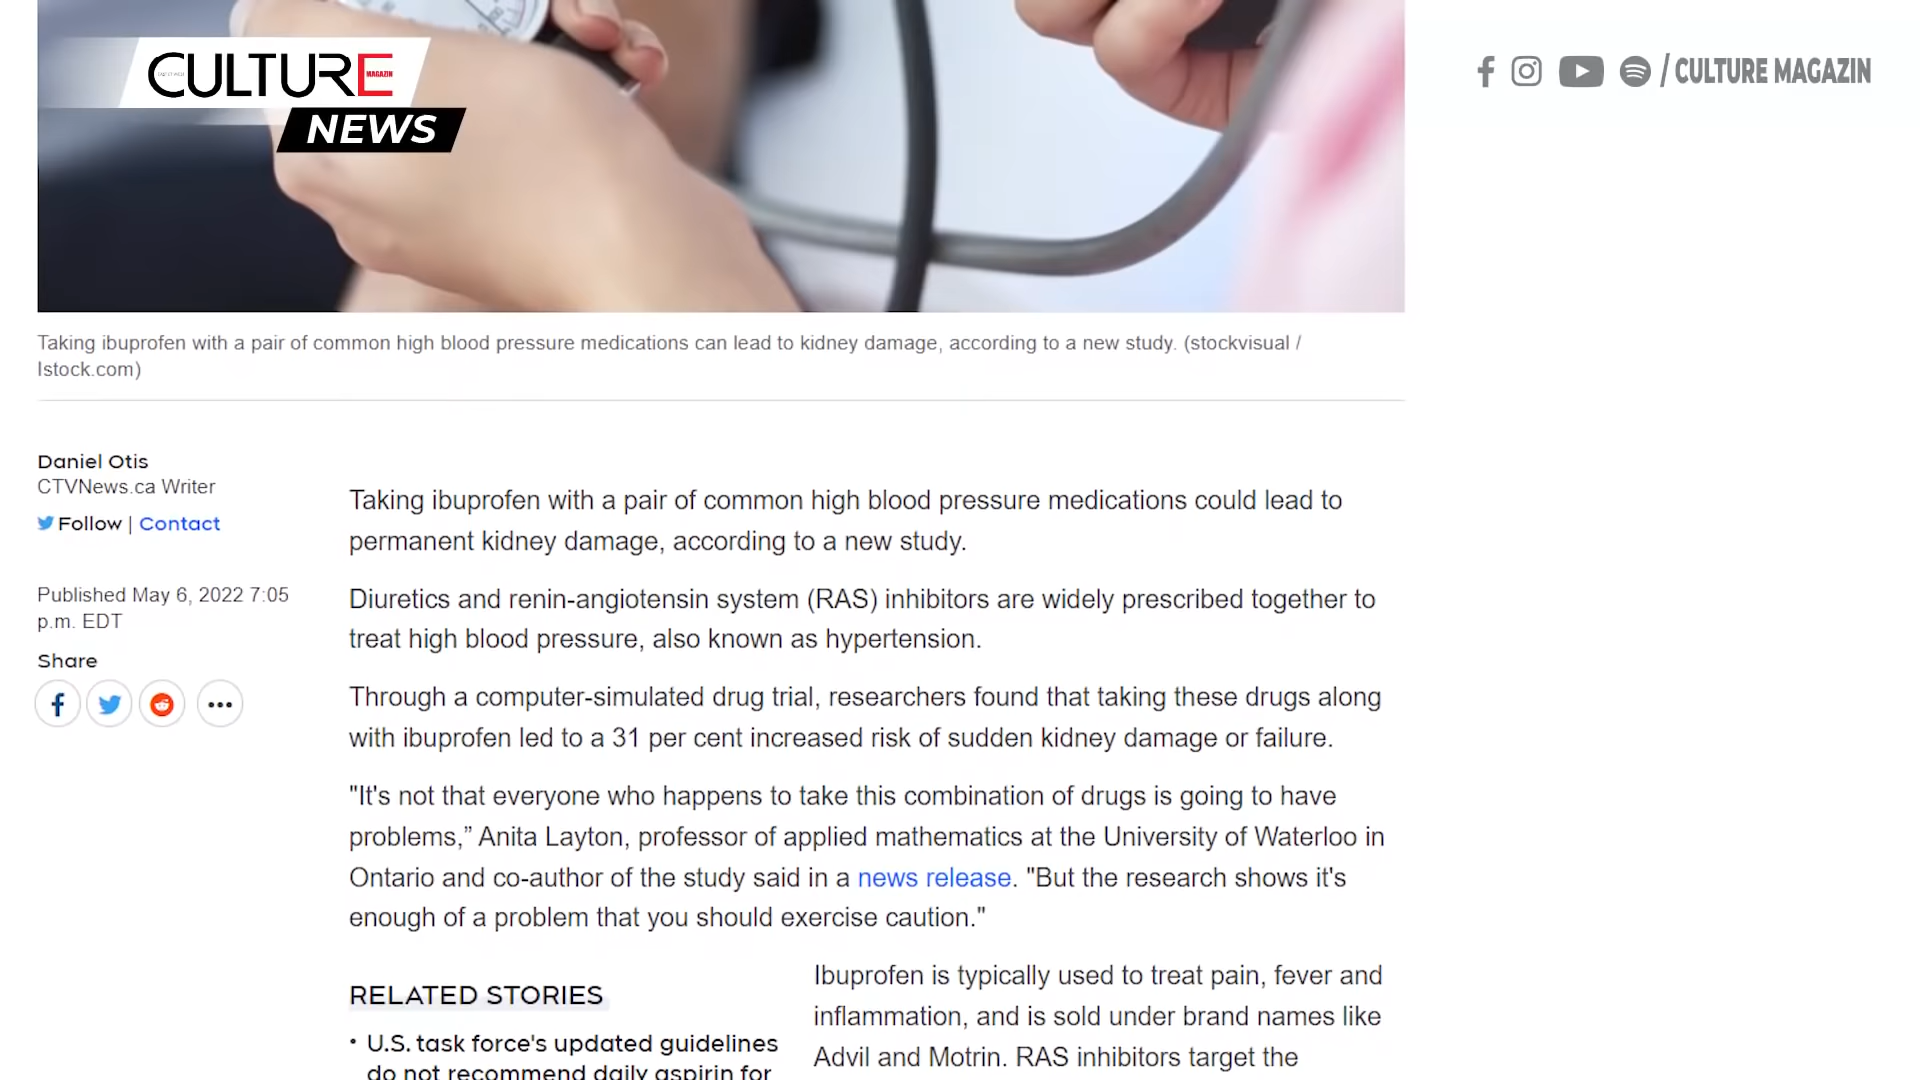 CULTURE
MAGAZIN
NEWS
/ CULTURE MAGAZIN
Taking ibuprofen with a pair of common high blood pressure medications can lead to kidney damage, according to a new study. (stockvisual /
Istock.com)
Daniel Otis
CTVNews.ca Writer
Follow | Contact
Published May 6, 2022 7:05
p.m. EDT
Share
Taking ibuprofen with a pair of common high blood pressure medications could lead to
permanent kidney damage, according to a new study.
Diuretics and renin-angiotensin system (RAS) inhibitors are widely prescribed together to
treat high blood pressure, also known as hypertension.
Through a computer-simulated drug trial, researchers found that taking these drugs along
with ibuprofen led to a 31 per cent increased risk of sudden kidney damage or failure.
"It's not that everyone who happens to take this combination of drugs is going to have
problems,” Anita Layton, professor of applied mathematics at the University of Waterloo in
Ontario and co-author of the study said in a news release. "But the research shows it's
enough of a problem that you should exercise caution."
RELATED STORIES
• U.S. task force's updated guidelines
do not recommend daily aspirin for
Ibuprofen is typically used to treat pain, fever and
inflammation, and is sold under brand names like
Advil and Motrin. RAS inhibitors target the